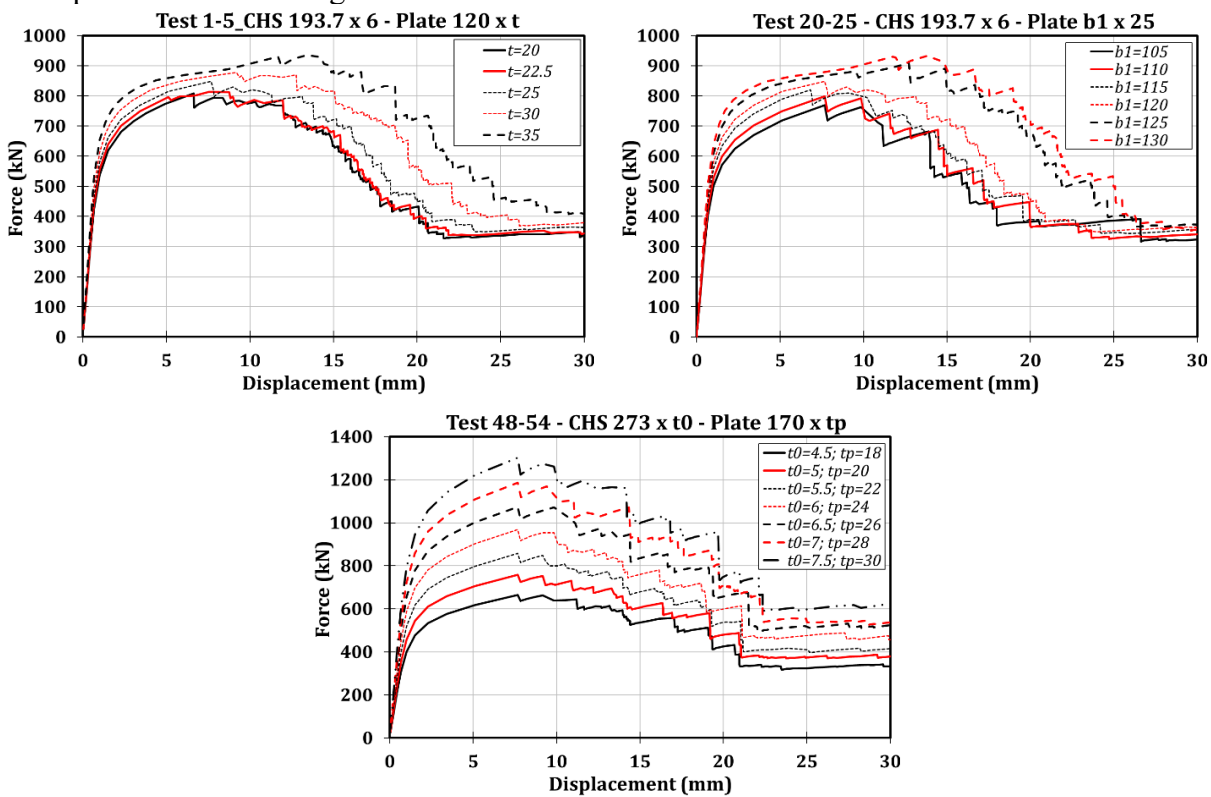 Test 1-5_CHS 193.7 x 6 - Plate 120 x t
1000
900
800
700
600
500
400
300
200
100
0
Force (kN)
t=20
t=22.5
t=25
t=30
t=35
0 5 10 15 20 25 30
Displacement (mm)
Test 20-25 - CHS 193.7 x 6 - Plate b1 x 25
1000
900
800
700
600
500
400
300
200
100
0
Force (kN)
b1=105
b1=110
b1=115
b1=120
b1=125
b1=130
0 5 10 15 20 25 30
Displacement (mm)
Test 48-54 - CHS 273 x t0 - Plate 170 x tp
1400
1200
1000
800
600
400
200
0
Force (kN)
t0=4.5; tp=18
t0=5; tp=20
t0=5.5; tp=22
t0=6; tp=24
t0=6.5; tp=26
t0=7; tp=28
t0=7.5; tp=30
0 5 10 15 20 25 30
Displacement (mm)